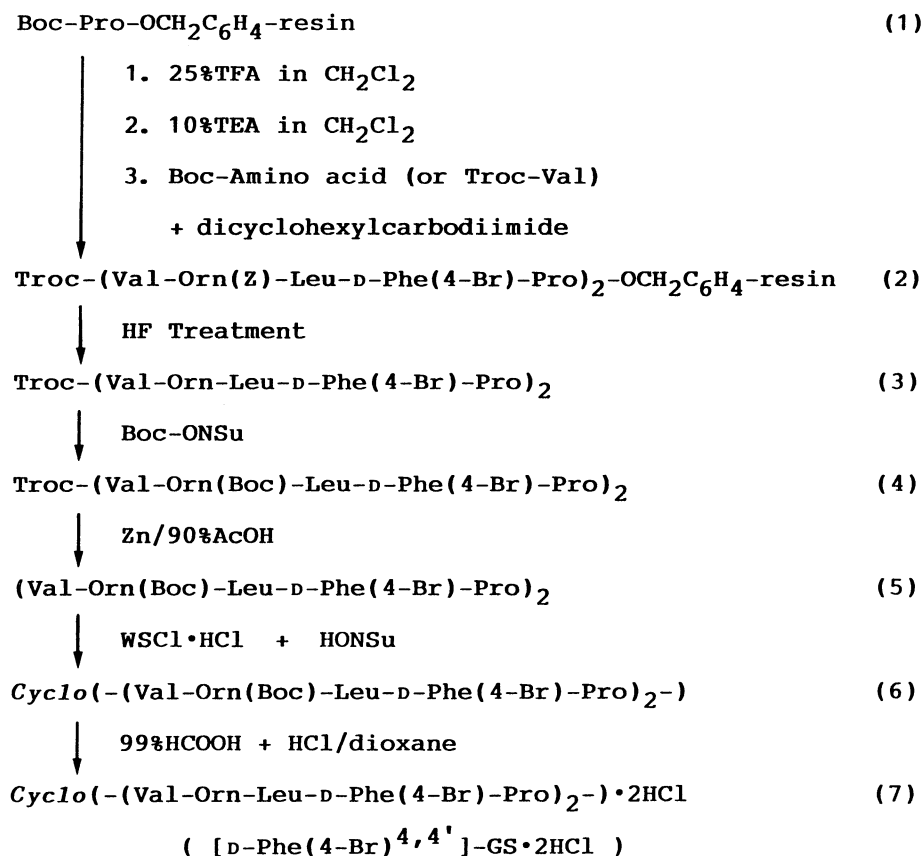 Boc-Pro-OCH₂C₆H₄-resin (1)
1. 25%TFA in CH₂Cl₂
2. 10%TEA in CH₂Cl₂
3. Boc-Amino acid (or Troc-Val)
+ dicyclohexylcarbodiimide
Troc-(Val-Orn(Z)-Leu-D-Phe(4-Br)-Pro)₂-OCH₂C₆H₄-resin (2)
HF Treatment
Troc-(Val-Orn-Leu-D-Phe(4-Br)-Pro)₂ (3)
Boc-ONSu
Troc-(Val-Orn(Boc)-Leu-D-Phe(4-Br)-Pro)₂ (4)
Zn/90%AcOH
(Val-Orn(Boc)-Leu-D-Phe(4-Br)-Pro)₂ (5)
WSCl•HCl + HONSu
Cyclo(-(Val-Orn(Boc)-Leu-D-Phe(4-Br)-Pro)₂-) (6)
99%HCOOH + HCl/dioxane
Cyclo(-(Val-Orn-Leu-D-Phe(4-Br)-Pro)₂-)•2HCl (7)
( [D-Phe(4-Br)⁴,⁴']-GS•2HCl )